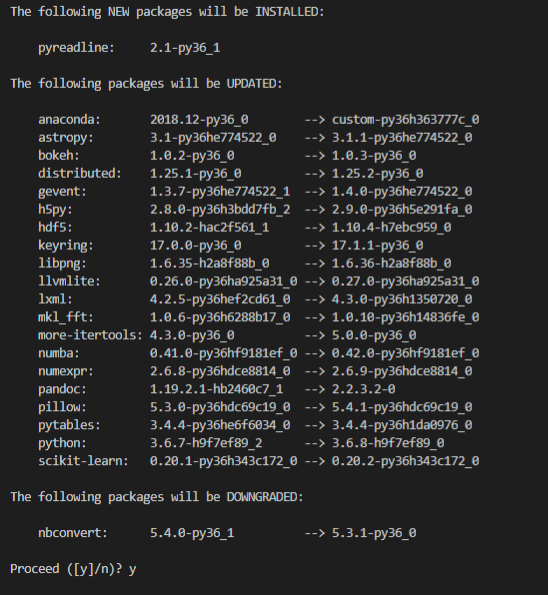 The following NEW packages will be INSTALLED:
pyreadline: 2.1-py36_1
The following packages will be UPDATED:
anaconda: 2018.12-py36_0 --> custom-py36h363777c_0
astropy: 3.1-py36he774522_0 --> 3.1.1-py36he774522_0
bokeh: 1.0.2-py36_0 --> 1.0.3-py36_0
distributed: 1.25.1-py36_0 --> 1.25.2-py36_0
gevent: 1.3.7-py36he774522_1 --> 1.4.0-py36he774522_0
h5py: 2.8.0-py36h3bdd7fb_2 --> 2.9.0-py36h5e291fa_0
hdf5: 1.10.2-hac2f561_1 --> 1.10.4-h7ebc959_0
keyring: 17.0.0-py36_0 --> 17.1.1-py36_0
libpng: 1.6.35-h2a8f88b_0 --> 1.6.36-h2a8f88b_0
llvmlite: 0.26.0-py36ha925a31_0 --> 0.27.0-py36ha925a31_0
lxml: 4.2.5-py36hef2cd61_0 --> 4.3.0-py36h1350720_0
mkl_fft: 1.0.6-py36h6288b17_0 --> 1.0.10-py36h14836fe_0
more-itertools: 4.3.0-py36_0 --> 5.0.0-py36_0
numba: 0.41.0-py36hf9181ef_0 --> 0.42.0-py36hf9181ef_0
numexpr: 2.6.8-py36hdce8814_0 --> 2.6.9-py36hdce8814_0
pandoc: 1.19.2.1-hb2460c7_1 --> 2.2.3.2-0
pillow: 5.3.0-py36hdc69c19_0 --> 5.4.1-py36hdc69c19_0
pytables: 3.4.4-py36he6f6034_0 --> 3.4.4-py36h1da0976_0
python: 3.6.7-h9f7ef89_2 --> 3.6.8-h9f7ef89_0
scikit-learn: 0.20.1-py36h343c172_0 --> 0.20.2-py36h343c172_0
The following packages will be DOWNGRADED:
nbconvert: 5.4.0-py36_1 --> 5.3.1-py36_0
Proceed ([y]/n)? y